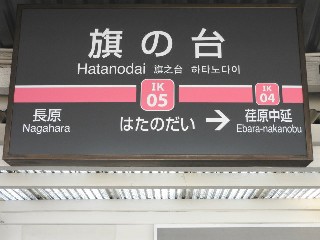 旗の台
Hatanodai 旗之台 하타노다이
IK
05
IK
04
長原
Nagahara
はたのだい
→
荏原中延
Ebara-nakanobu